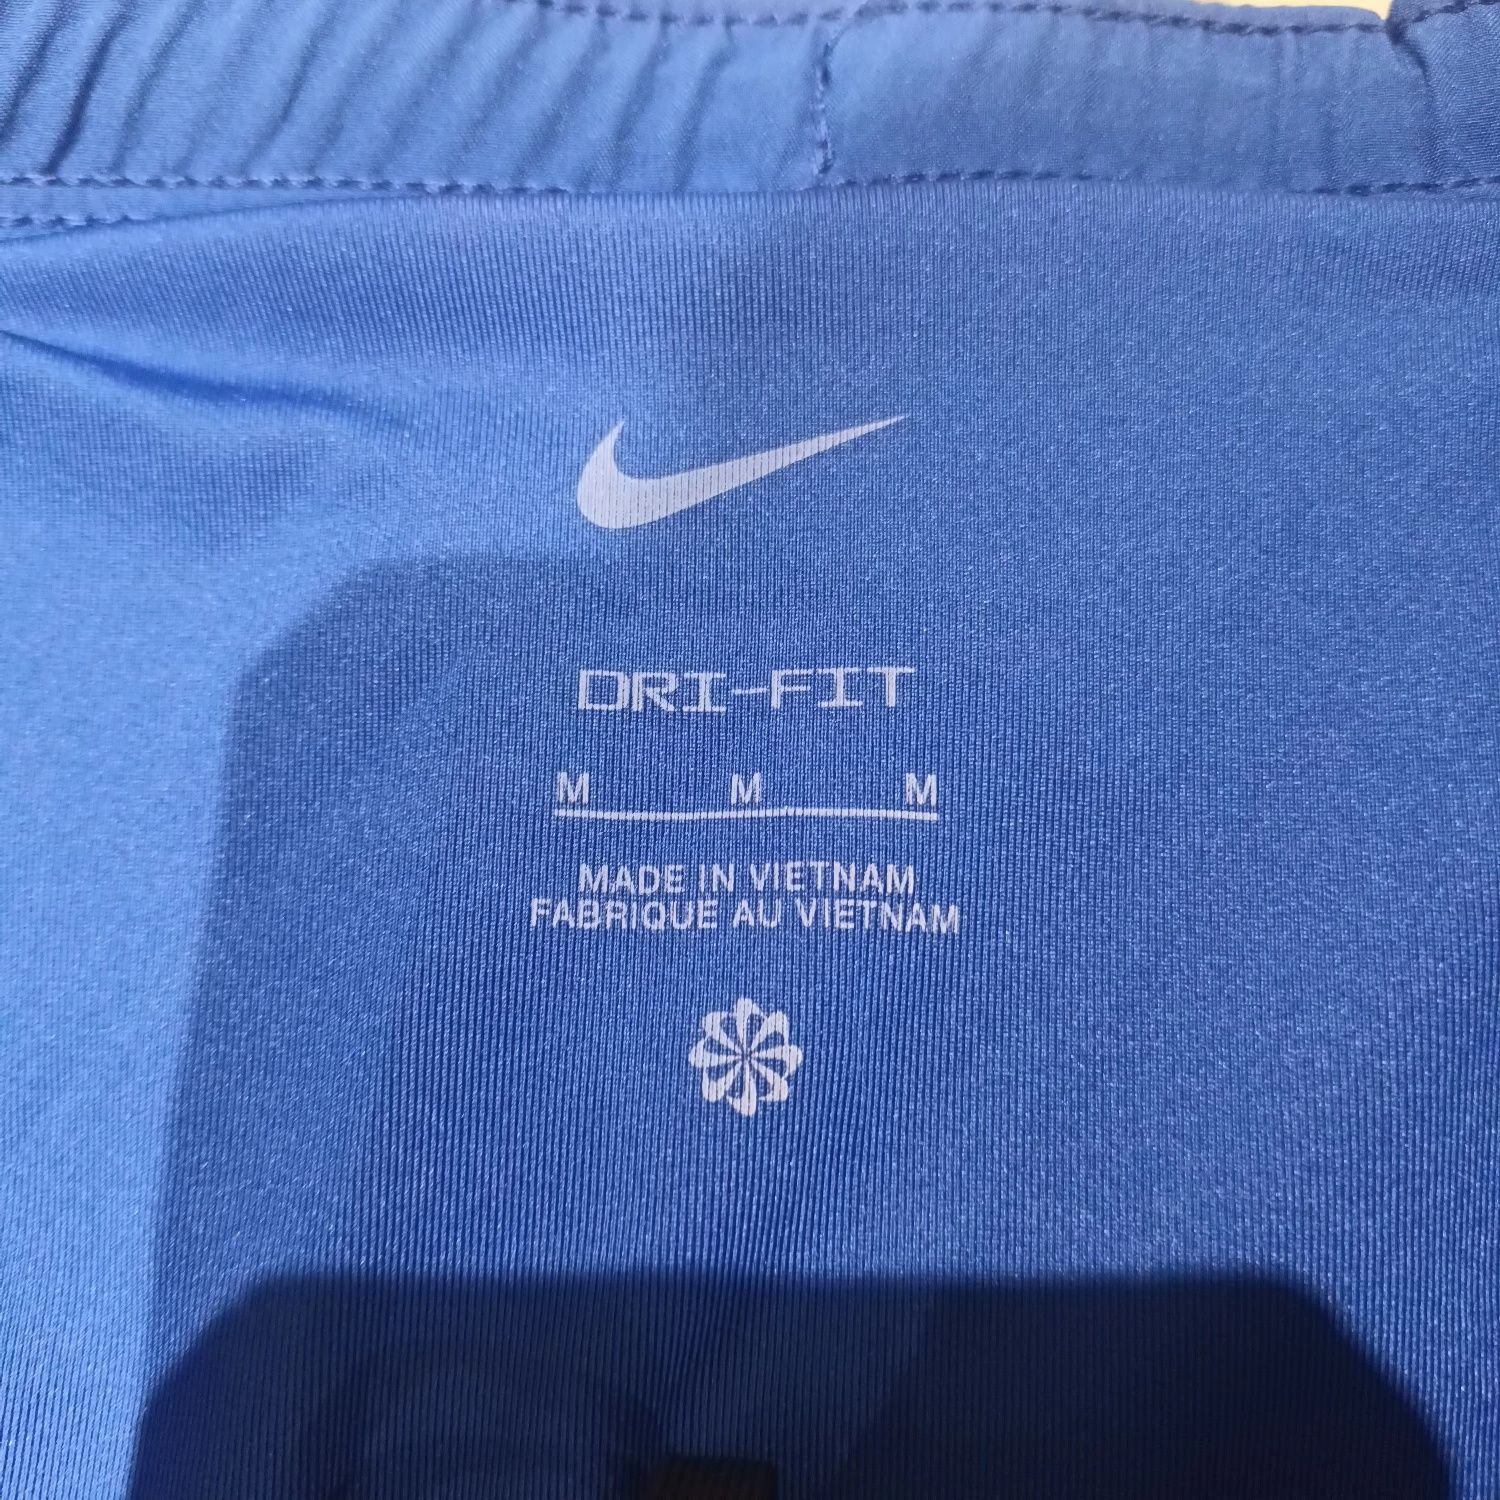 DRI-FIT
M M M
MADE IN VIETNAM
FABRIQUE AU VIETNAM